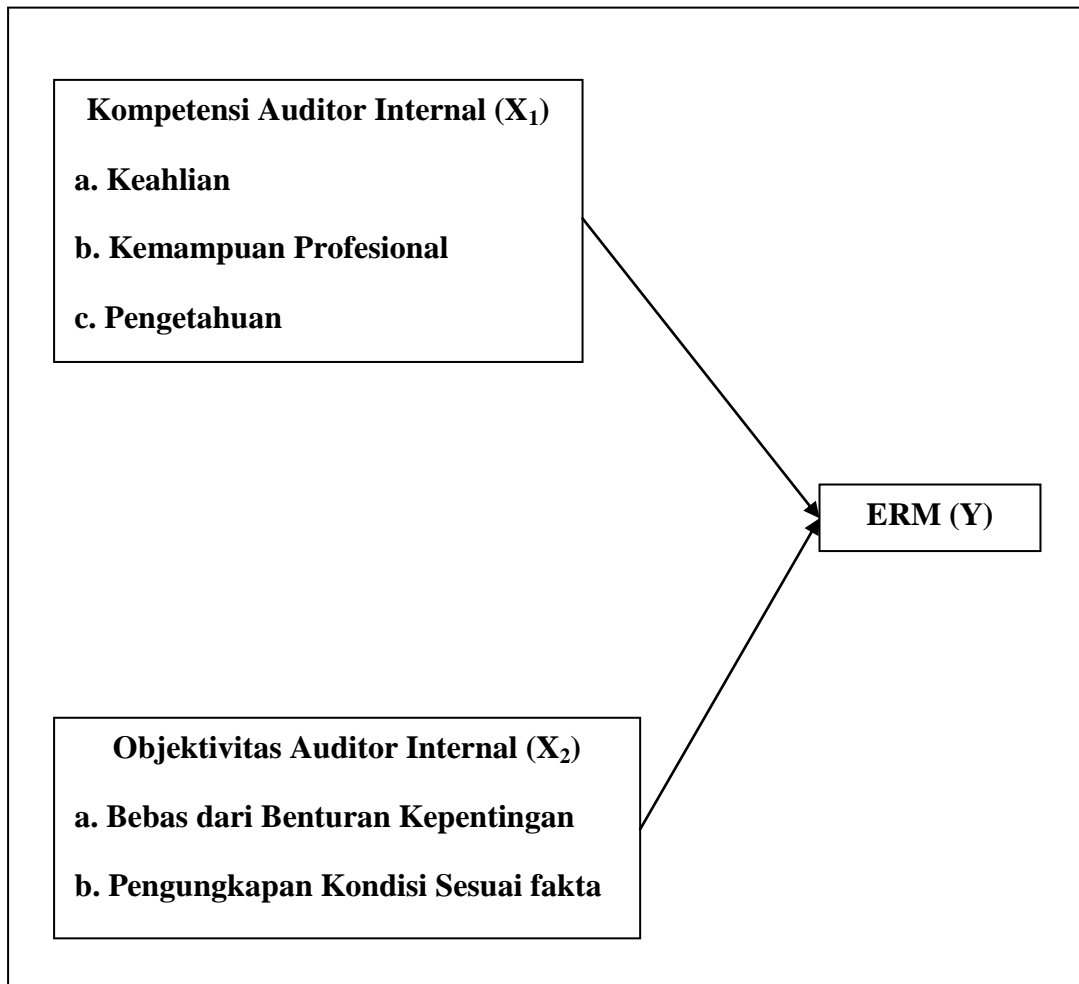 Kompetensi Auditor Internal (X₁)
a. Keahlian
b. Kemampuan Profesional
c. Pengetahuan
ERM (Y)
Objektivitas Auditor Internal (X₂)
a. Bebas dari Benturan Kepentingan
b. Pengungkapan Kondisi Sesuai fakta